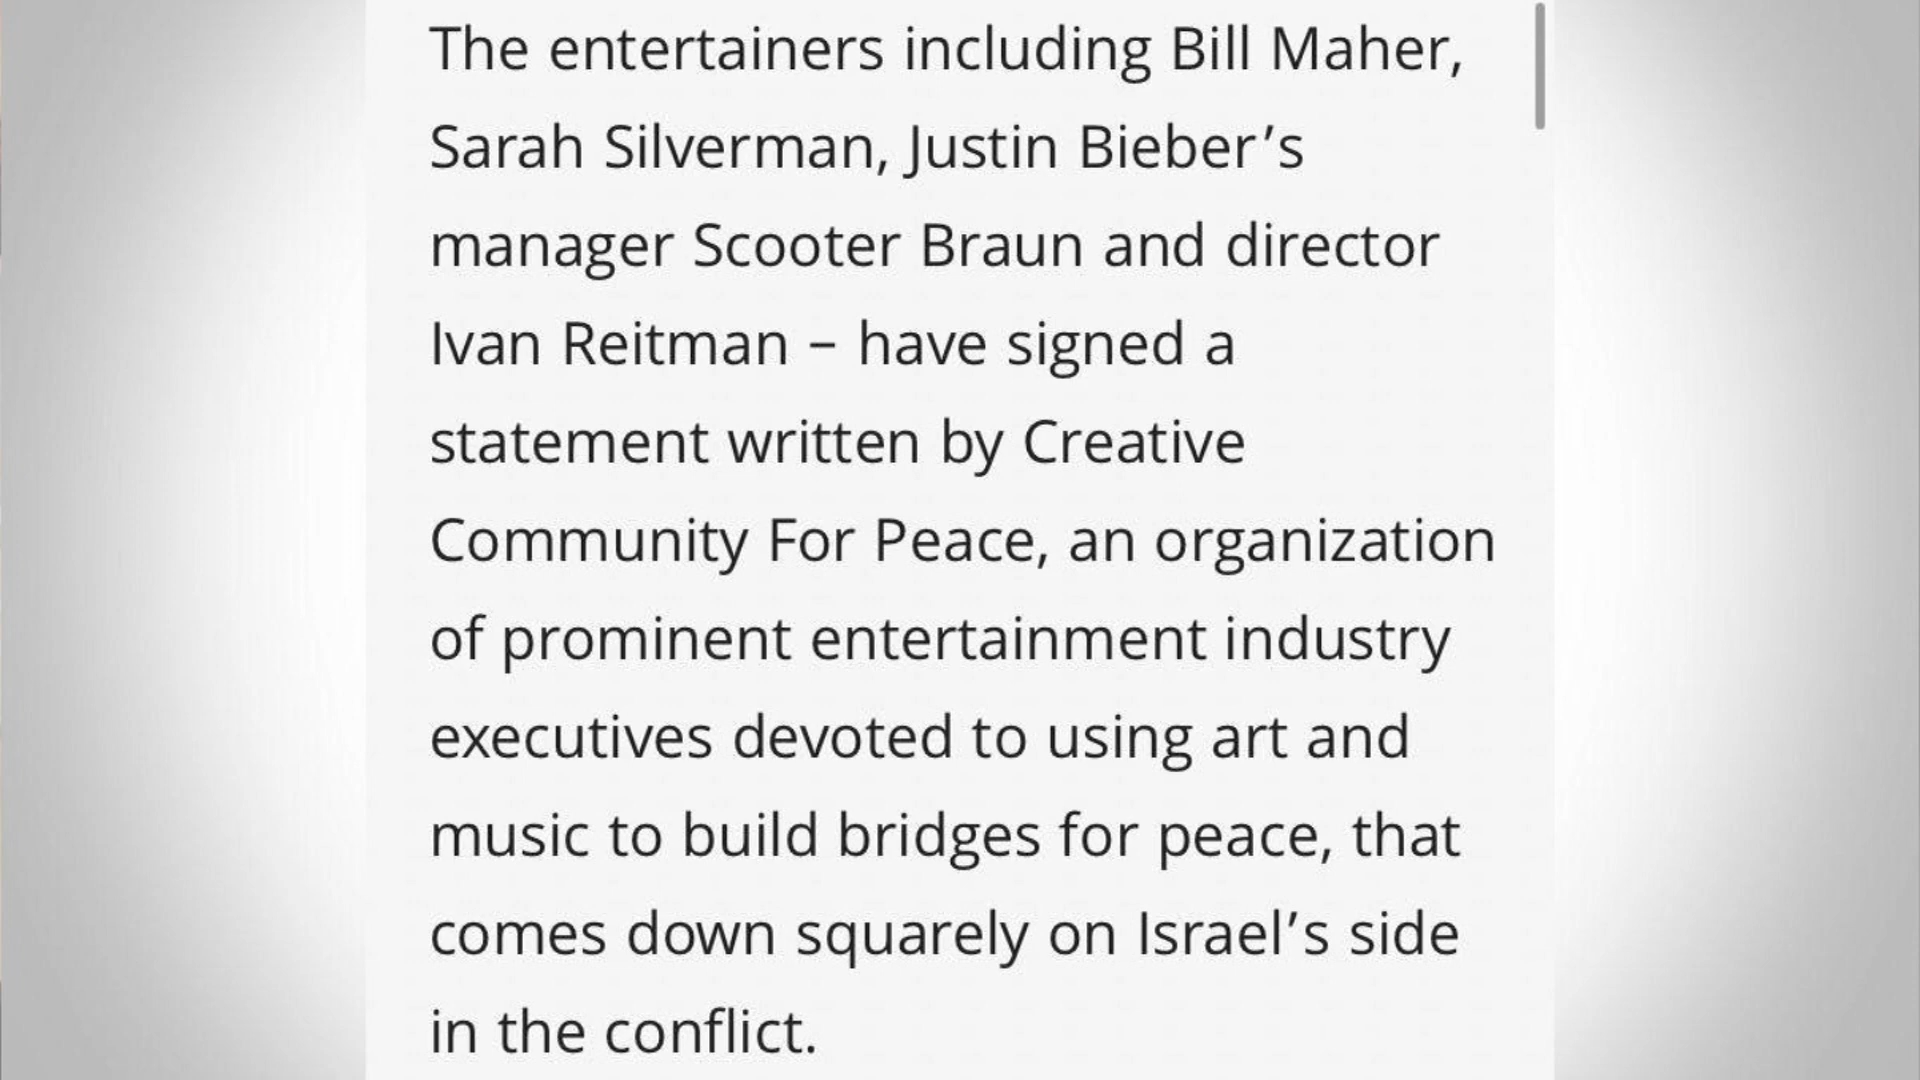 The entertainers including Bill Maher,
Sarah Silverman, Justin Bieber’s
manager Scooter Braun and director
Ivan Reitman – have signed a
statement written by Creative
Community For Peace, an organization
of prominent entertainment industry
executives devoted to using art and
music to build bridges for peace, that
comes down squarely on Israel’s side
in the conflict.